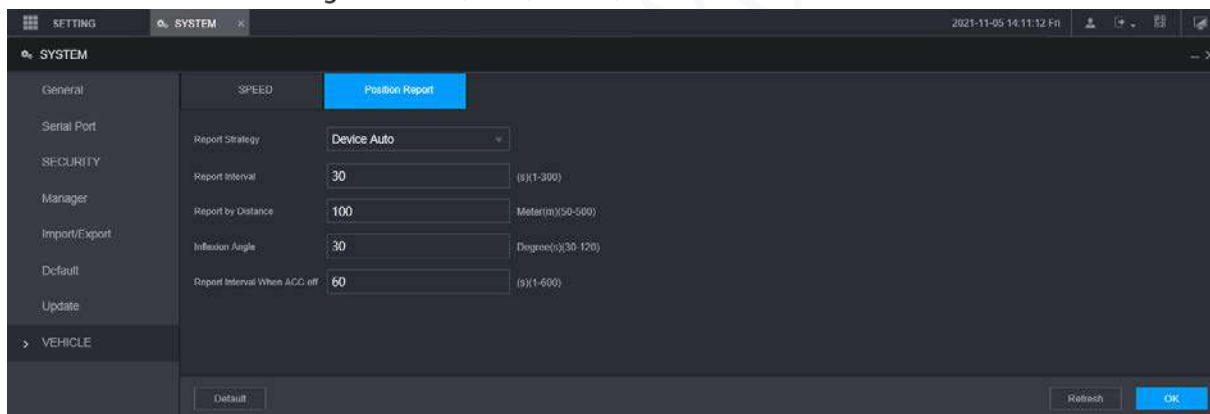 SETTING SYSTEM × 2021-11-05 14:11:12 Fri
SYSTEM
General SPEED Position Report
Serial Port
Report Strategy Device Auto
SECURITY
Report Interval 30 (s)(1-300)
Manager
Report by Distance 100 Meter(m)(50-500)
Import/Export
Inflexion Angle 30 Degree(s)(30-120)
Default
Report Interval When ACC off 60 (s)(1-600)
Update
> VEHICLE
Default Refresh OK